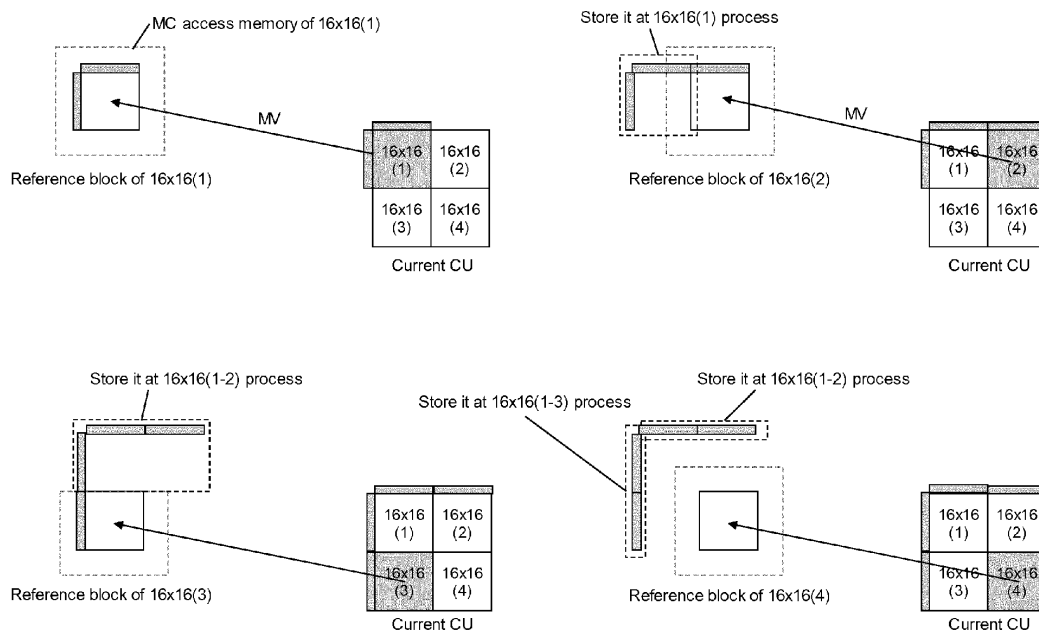 MC access memory of 16x16(1)
MV
Reference block of 16x16(1)
16x16
(1)
16x16
(2)
16x16
(3)
16x16
(4)
Current CU
Store it at 16x16(1) process
MV
Reference block of 16x16(2)
16x16
(1)
16x16
(2)
16x16
(3)
16x16
(4)
Current CU
Store it at 16x16(1-2) process
Reference block of 16x16(3)
16x16
(1)
16x16
(2)
16x16
(3)
16x16
(4)
Current CU
Store it at 16x16(1-3) process
Store it at 16x16(1-2) process
Reference block of 16x16(4)
16x16
(1)
16x16
(2)
16x16
(3)
16x16
(4)
Current CU